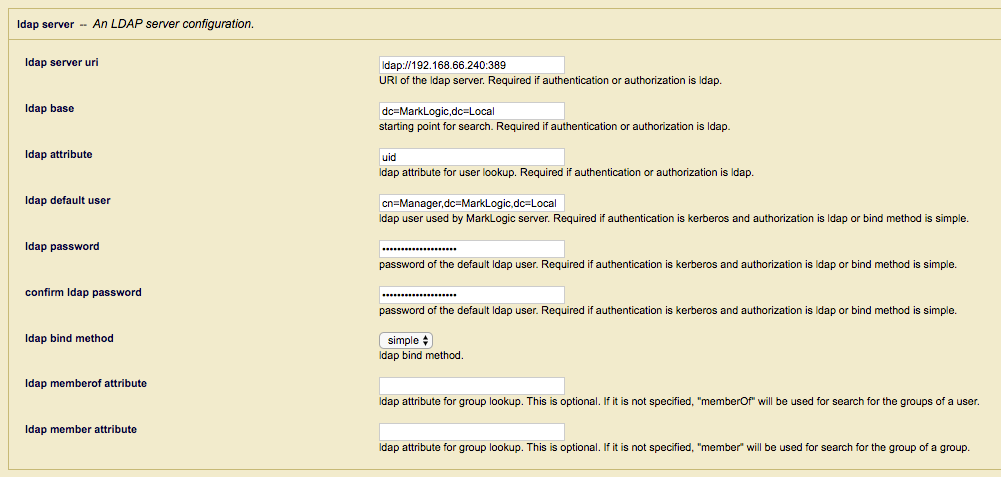 ldap server -- An LDAP server configuration.
ldap server uri
ldap://192.168.66.240:389
URI of the ldap server. Required if authentication or authorization is ldap.
ldap base
dc=MarkLogic,dc=Local
starting point for search. Required if authentication or authorization is ldap.
ldap attribute
uid
ldap attribute for user lookup. Required if authentication or authorization is ldap.
ldap default user
cn=Manager,dc=MarkLogic,dc=Local
ldap user used by MarkLogic server. Required if authentication is kerberos and authorization is ldap or bind method is simple.
ldap password
••••••••••••••••••••
password of the default ldap user. Required if authentication is kerberos and authorization is ldap or bind method is simple.
confirm ldap password
••••••••••••••••••••
password of the default ldap user. Required if authentication is kerberos and authorization is ldap or bind method is simple.
ldap bind method
simple
ldap bind method.
ldap memberof attribute
ldap attribute for group lookup. This is optional. If it is not specified, "memberOf" will be used for search for the groups of a user.
ldap member attribute
ldap attribute for group lookup. This is optional. If it is not specified, "member" will be used for search for the group of a group.